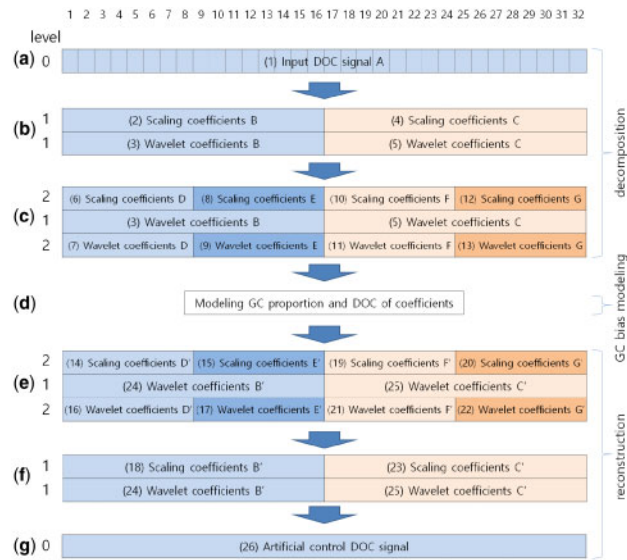 1 2 3 4 5 6 7 8 9 10 11 12 13 14 15 16 17 18 19 20 21 22 23 24 25 26 27 28 29 30 31 32
level
(a) 0 (1) Input DOC signal A
(b) 1 (2) Scaling coefficients B (4) Scaling coefficients C
1 (3) Wavelet coefficients B (5) Wavelet coefficients C
decomposition
(c) 2 (6) Scaling coefficients D (8) Scaling coefficients E (10) Scaling coefficients F (12) Scaling coefficients G
1 (3) Wavelet coefficients B (5) Wavelet coefficients C
2 (7) Wavelet coefficients D (9) Wavelet coefficients E (11) Wavelet coefficients F (13) Wavelet coefficients G
(d) Modeling GC proportion and DOC of coefficients
GC bias modeling
(e) 2 (14) Scaling coefficients D' (15) Scaling coefficients E' (19) Scaling coefficients F' (20) Scaling coefficients G'
1 (24) Wavelet coefficients B' (25) Wavelet coefficients C'
2 (16) Wavelet coefficients D' (17) Wavelet coefficients E' (21) Wavelet coefficients F' (22) Wavelet coefficients G'
reconstruction
(f) 1 (18) Scaling coefficients B' (23) Scaling coefficients C'
1 (24) Wavelet coefficients B' (25) Wavelet coefficients C'
(g) 0 (26) Artificial control DOC signal